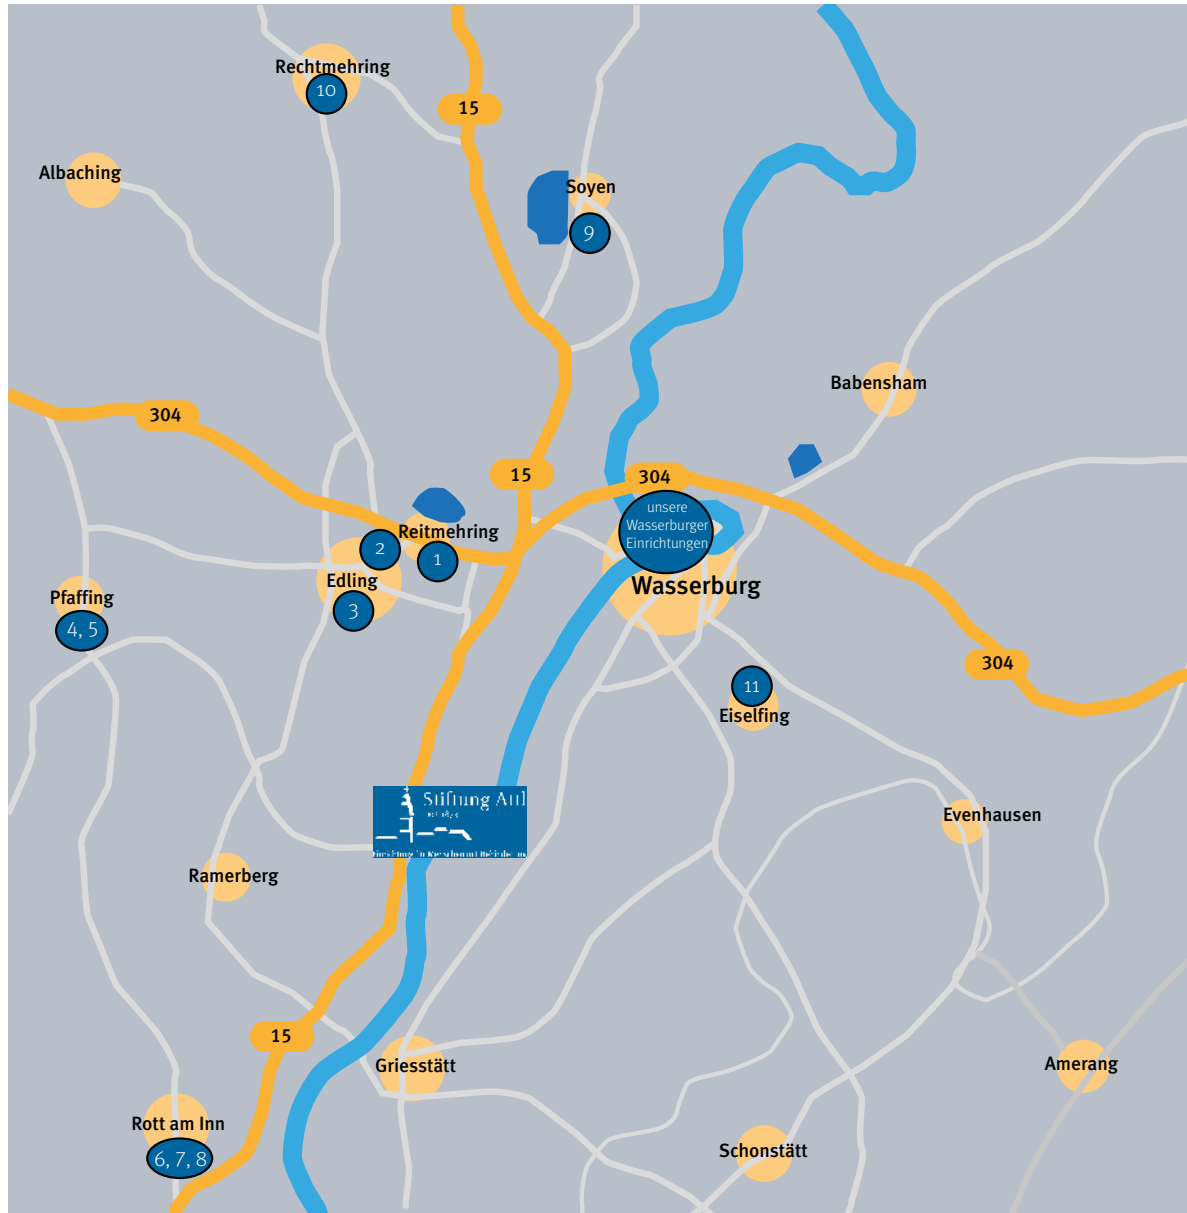 Rechtmehring
10
15
Albaching
Soyen
9
Babensham
304
15
304
unsere
Wasserburger
Einrichtungen
Reitmehring
2
1
Edling
3
Wasserburg
Pfaffing
4, 5
304
11
Eiselfing
Stiftung Attl
Evenhausen
Ramerberg
15
Griesstätt
Amerang
Rott am Inn
6, 7, 8
Schonstätt